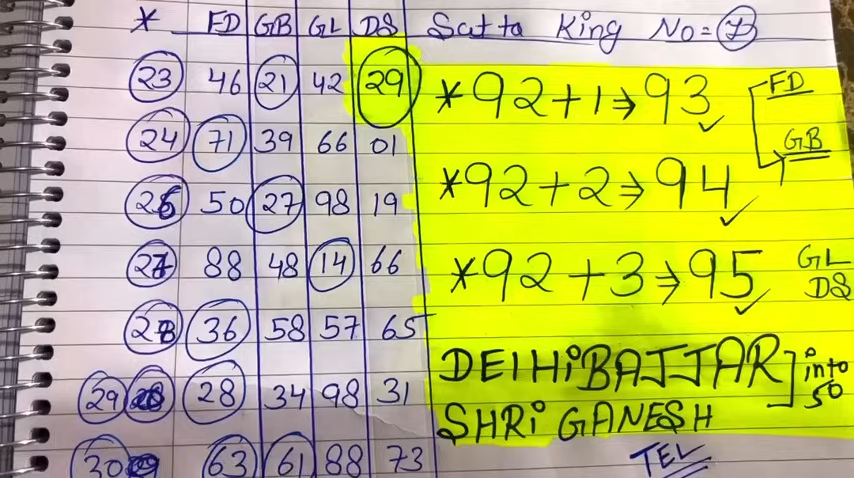 * FD GB GL DS Satta King No=7
23 46 21 42 29
24 71 39 66 01
26 50 27 98 19
27 88 48 14 66
28 36 58 57 65
29 28 34 98 31
30 63 61 88 73
*92+1⇒93 ✓ FD
GB
*92+2⇒94 ✓
*92+3⇒95 ✓ GL
DS
DElHiBAJJAR ] into
SHRi GANESH 50
TEL